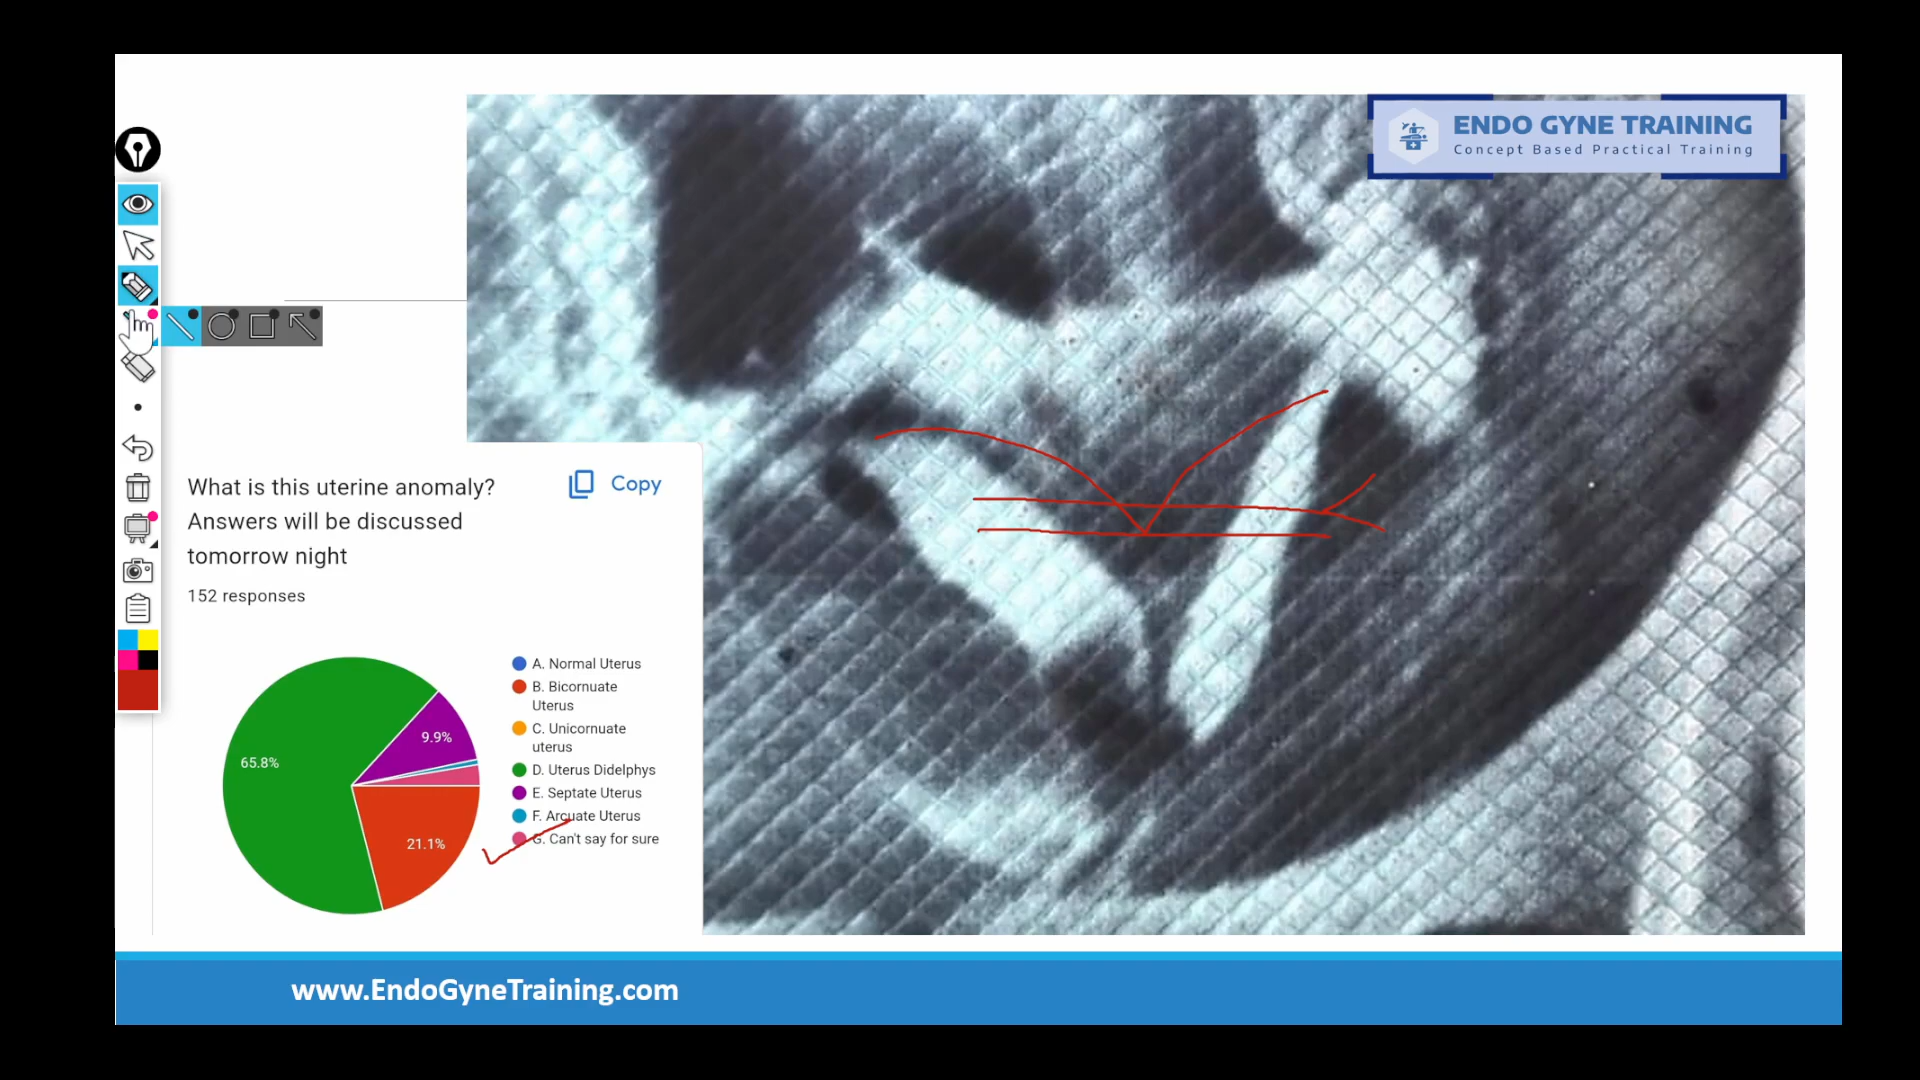 ENDO GYNE TRAINING
Concept Based Practical Training
What is this uterine anomaly?
Answers will be discussed
tomorrow night
Copy
152 responses
65.8%
9.9%
21.1%
A. Normal Uterus
B. Bicornuate
Uterus
C. Unicornuate
uterus
D. Uterus Didelphys
E. Septate Uterus
F. Arcuate Uterus
G. Can't say for sure
www.EndoGyneTraining.com